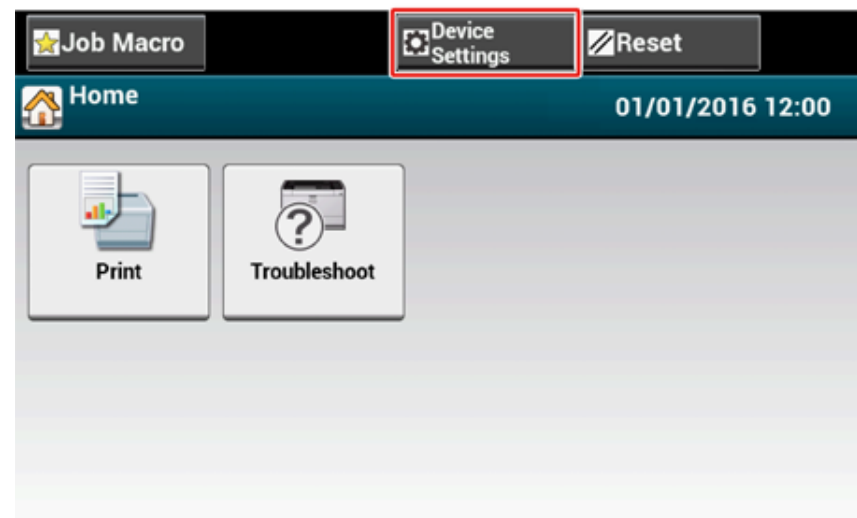 Job Macro
Device
Settings
Reset
Home
01/01/2016 12:00
Print
Troubleshoot